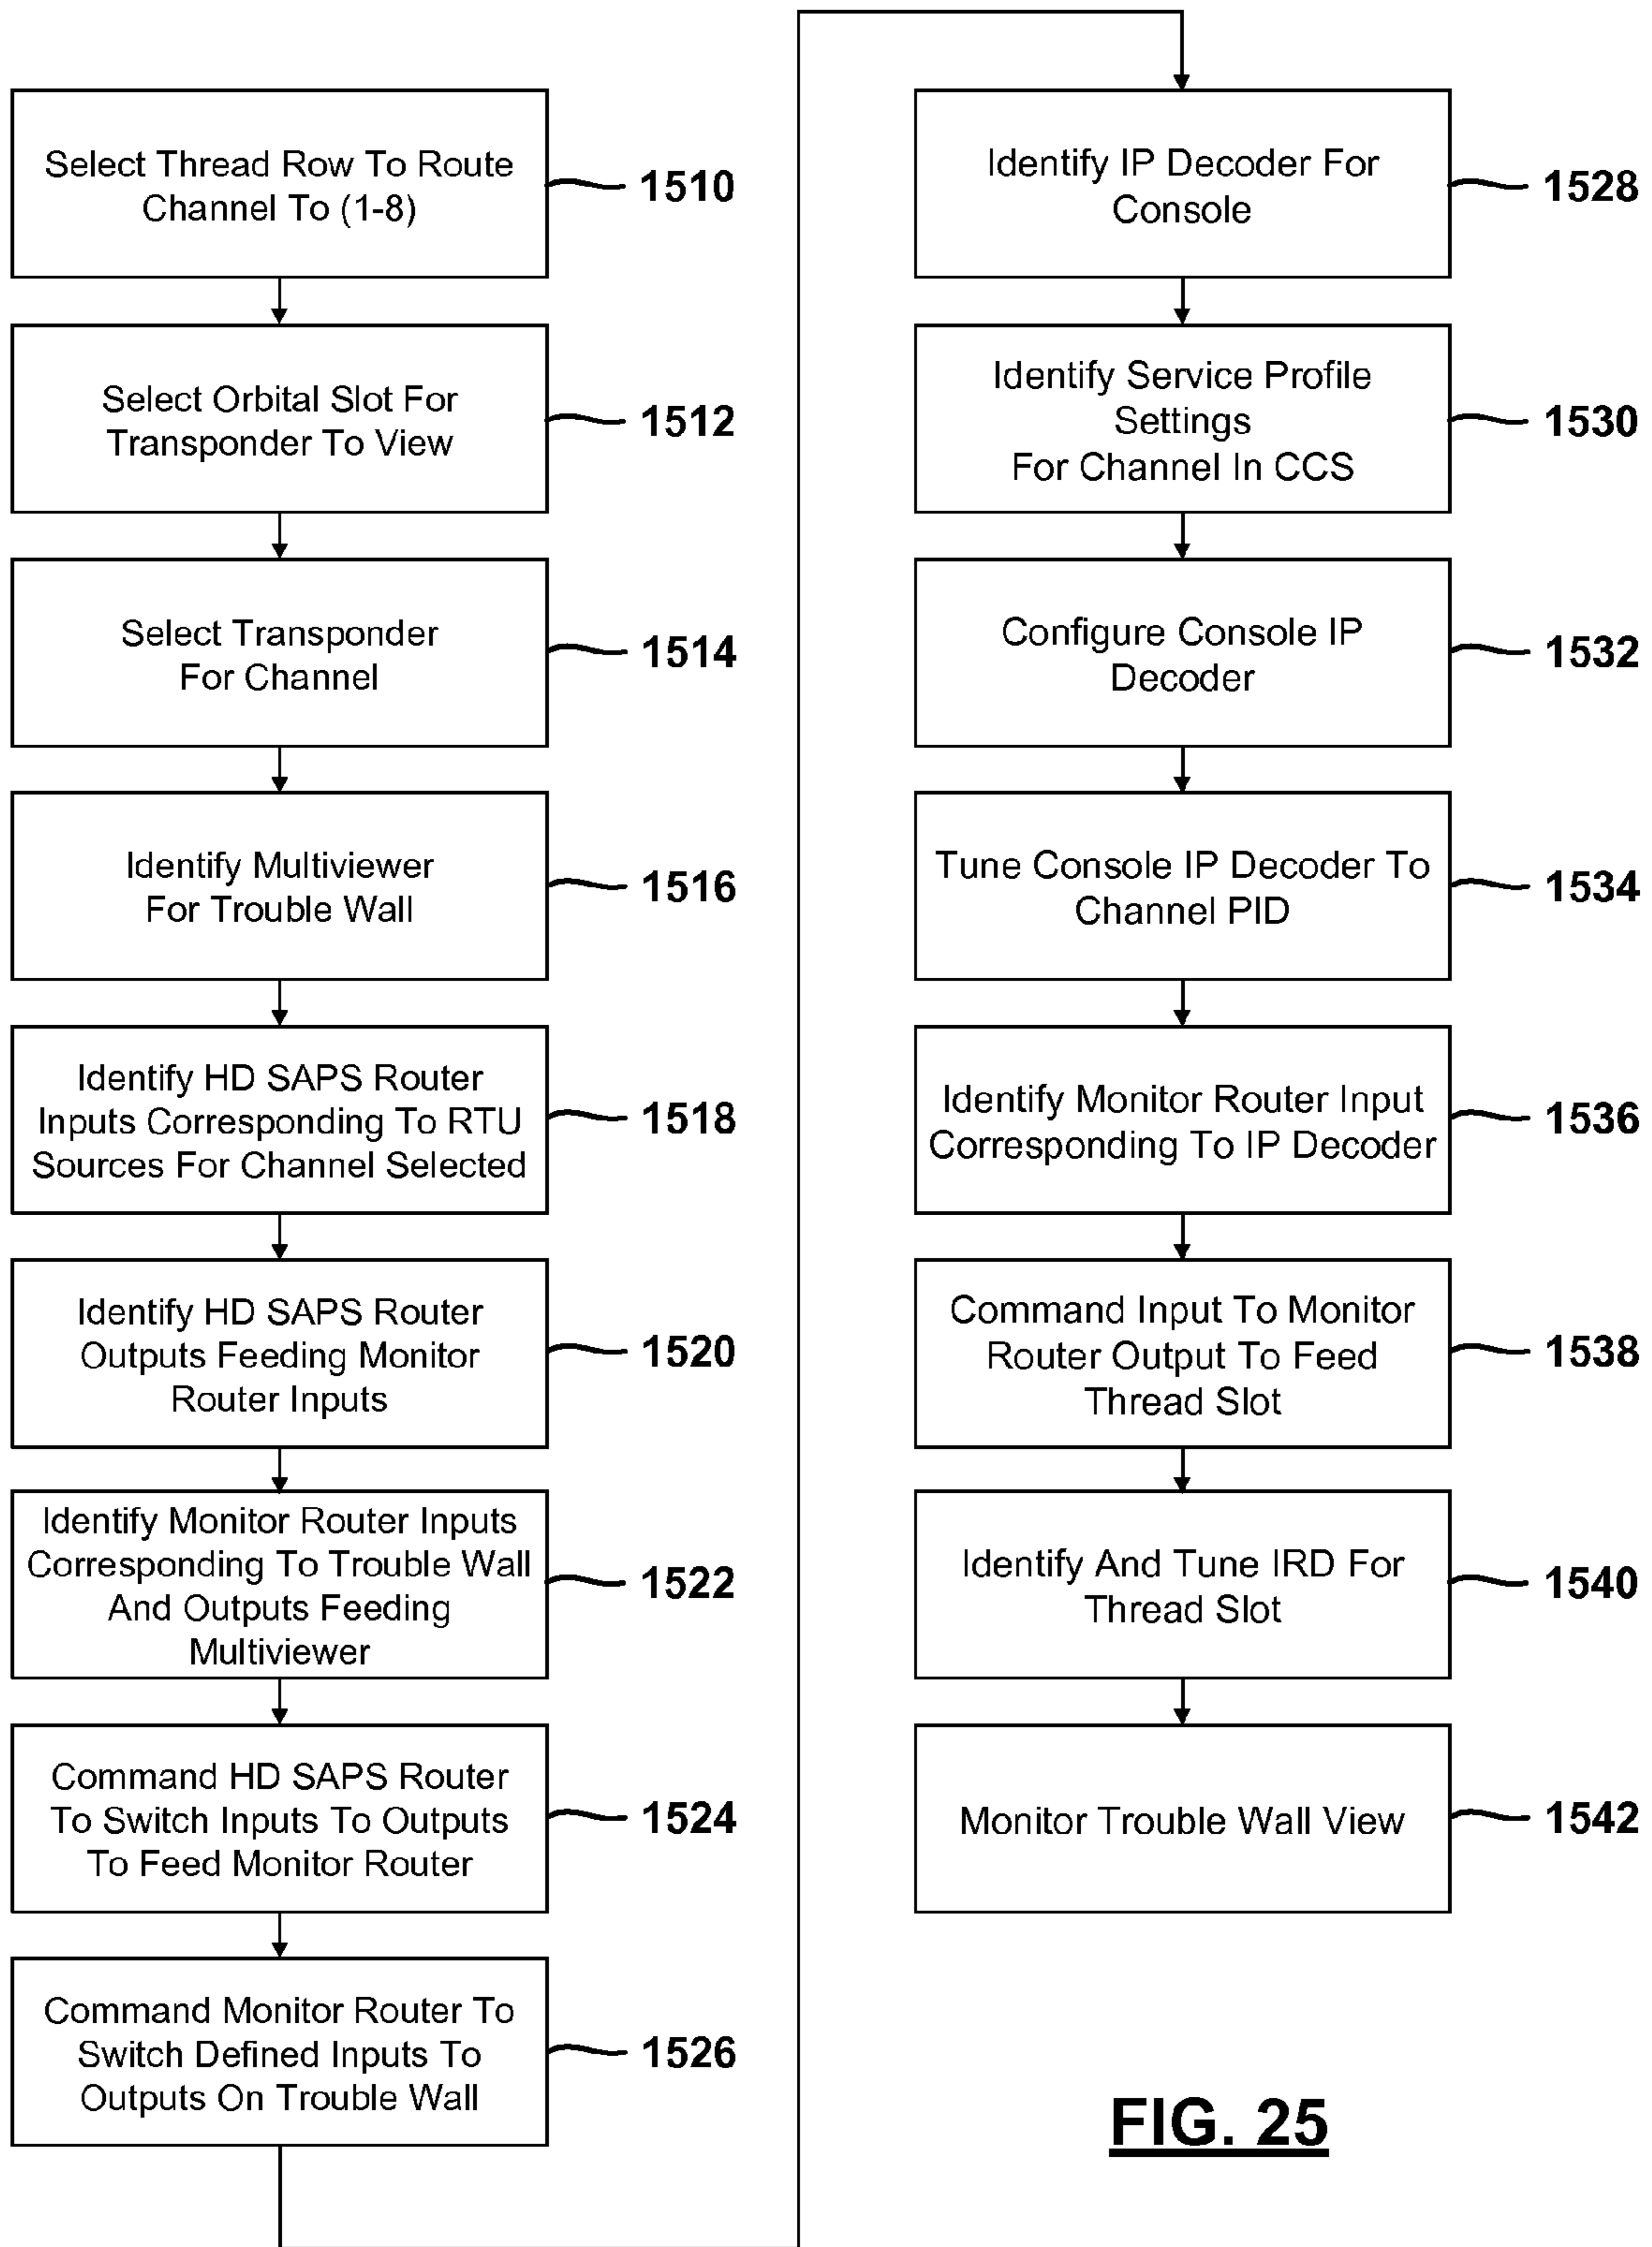 Select Thread Row To Route
Channel To (1-8)
1510
Select Orbital Slot For
Transponder To View
1512
Select Transponder
For Channel
1514
Identify Multiviewer
For Trouble Wall
1516
Identify HD SAPS Router
Inputs Corresponding To RTU
Sources For Channel Selected
1518
Identify HD SAPS Router
Outputs Feeding Monitor
Router Inputs
1520
Identify Monitor Router Inputs
Corresponding To Trouble Wall
And Outputs Feeding
Multiviewer
1522
Command HD SAPS Router
To Switch Inputs To Outputs
To Feed Monitor Router
1524
Command Monitor Router To
Switch Defined Inputs To
Outputs On Trouble Wall
1526
Identify IP Decoder For
Console
1528
Identify Service Profile
Settings
For Channel In CCS
1530
Configure Console IP
Decoder
1532
Tune Console IP Decoder To
Channel PID
1534
Identify Monitor Router Input
Corresponding To IP Decoder
1536
Command Input To Monitor
Router Output To Feed
Thread Slot
1538
Identify And Tune IRD For
Thread Slot
1540
Monitor Trouble Wall View
1542
FIG. 25